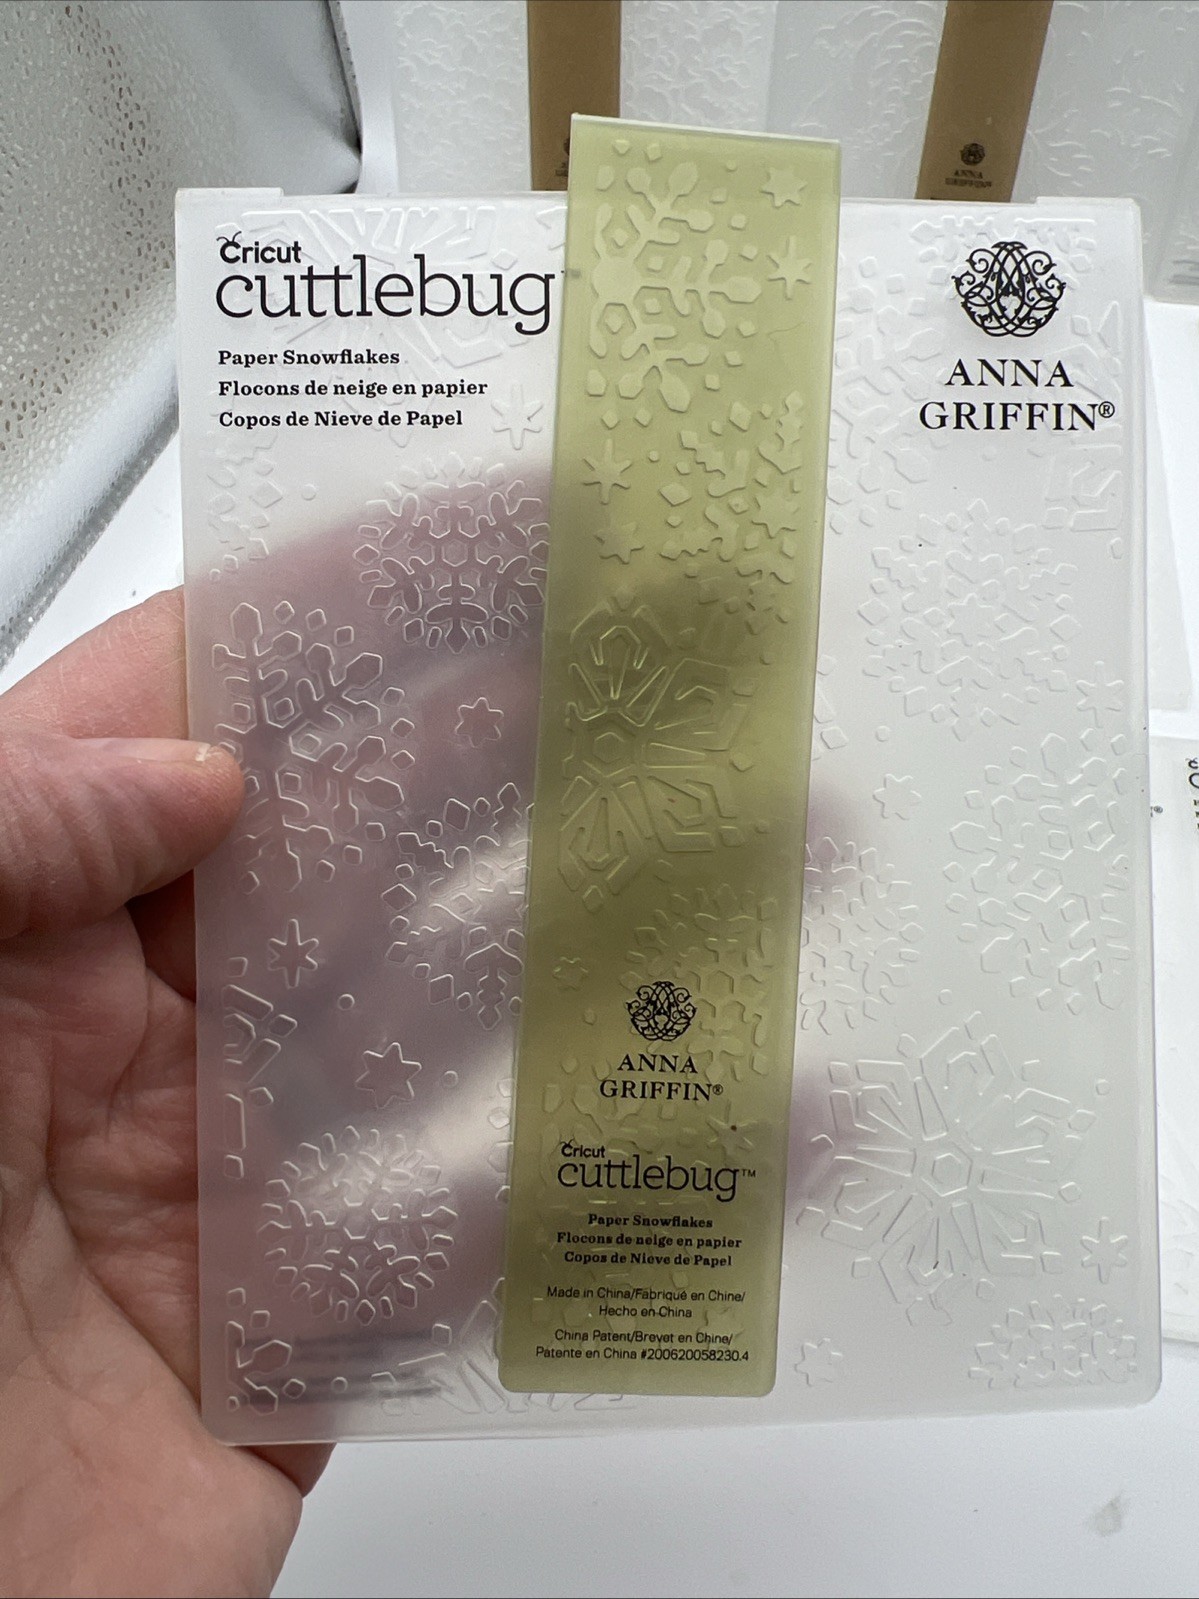 Cricut
cuttlebug
Paper Snowflakes
Flocons de neige en papier
Copos de Nieve de Papel
ANNA
GRIFFIN®
ANNA
GRIFFIN®
Cricut
cuttlebug™
Paper Snowflakes
Flocons de neige en papier
Copos de Nieve de Papel
Made in China/Fabriqué en Chine/
Hecho en China
China Patent/Brevet en Chine/
Patente en China #200620058230.4
ANNA
GRIFFIN®